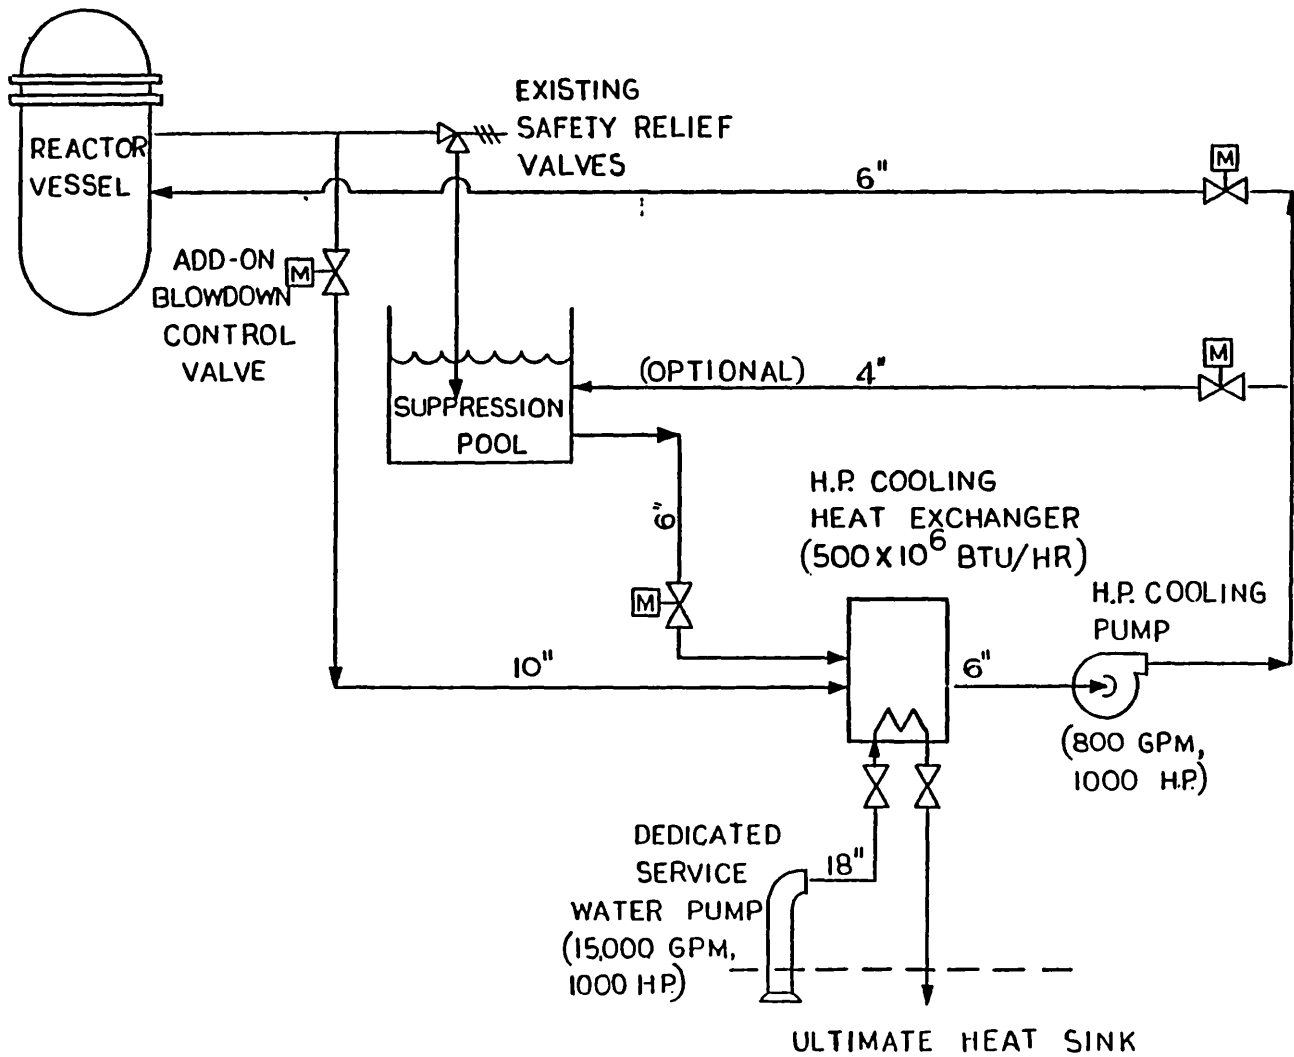 EXISTING
SAFETY RELIEF
VALVES
REACTOR
VESSEL
6"
M
ADD-ON
BLOWDOWN
CONTROL
VALVE
M
(OPTIONAL) 4"
M
SUPPRESSION
POOL
6"
M
H.P. COOLING
HEAT EXCHANGER
(500X10⁶ BTU/HR)
H.P. COOLING
PUMP
10"
6"
(800 GPM,
1000 H.P.)
DEDICATED
SERVICE
WATER PUMP
(15,000 GPM,
1000 H.P.)
18"
ULTIMATE HEAT SINK